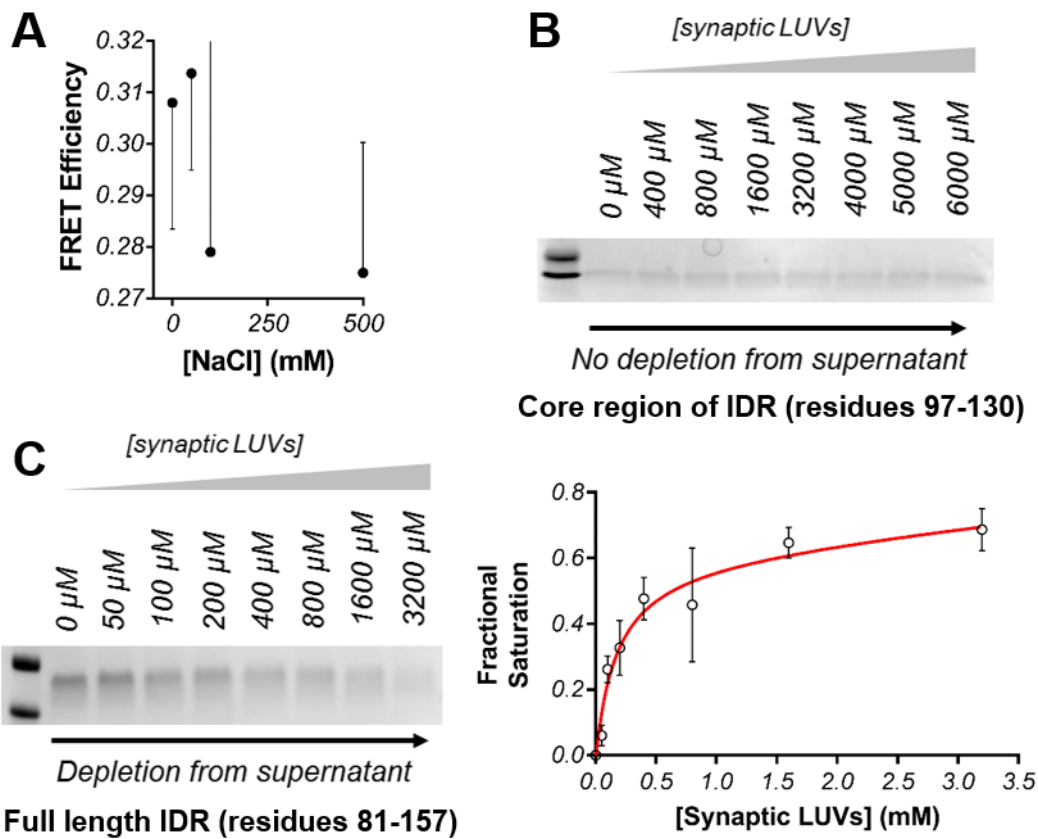 A
0.32
0.31
0.30
0.29
0.28
0.27
FRET Efficiency
0
250
500
[NaCl] (mM)
B
[synaptic LUVs]
0 µM
400 µM
800 µM
1600 µM
3200 µM
4000 µM
5000 µM
6000 µM
No depletion from supernatant
Core region of IDR (residues 97-130)
C
[synaptic LUVs]
0 µM
50 µM
100 µM
200 µM
400 µM
800 µM
1600 µM
3200 µM
Depletion from supernatant
Full length IDR (residues 81-157)
0.8
0.6
0.4
0.2
0.0
Fractional
Saturation
0.0
0.5
1.0
1.5
2.0
2.5
3.0
3.5
[Synaptic LUVs] (mM)